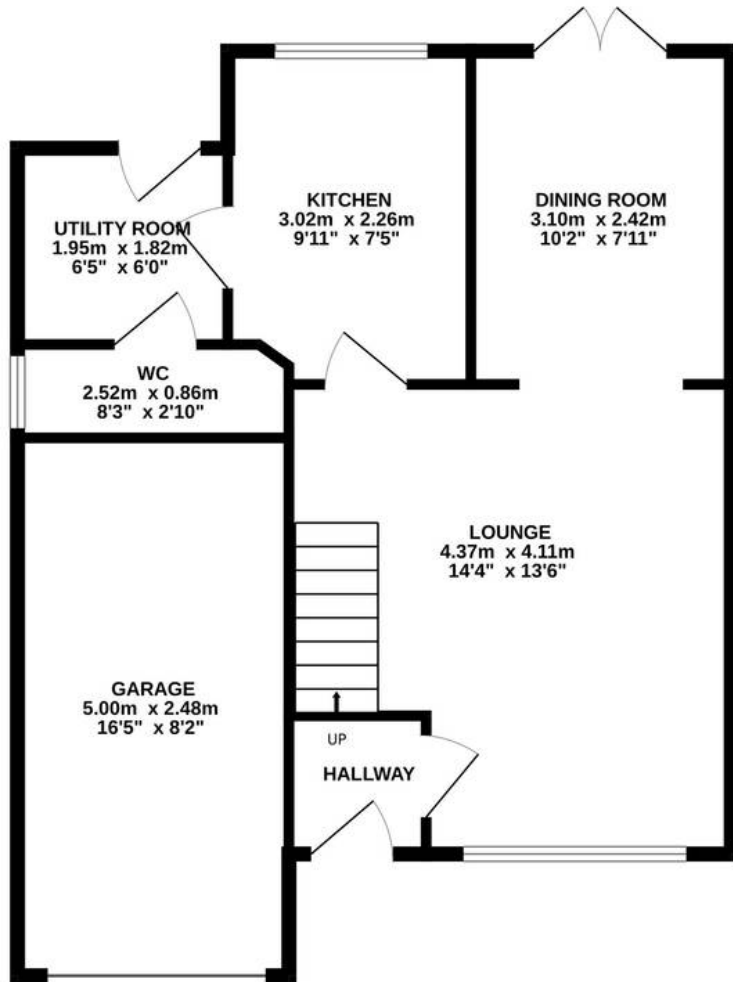 KITCHEN
3.02m x 2.26m
9'11" x 7'5"
DINING ROOM
3.10m x 2.42m
10'2" x 7'11"
UTILITY ROOM
1.95m x 1.82m
6'5" x 6'0"
WC
2.52m x 0.86m
8'3" x 2'10"
LOUNGE
4.37m x 4.11m
14'4" x 13'6"
GARAGE
5.00m x 2.48m
16'5" x 8'2"
UP
HALLWAY